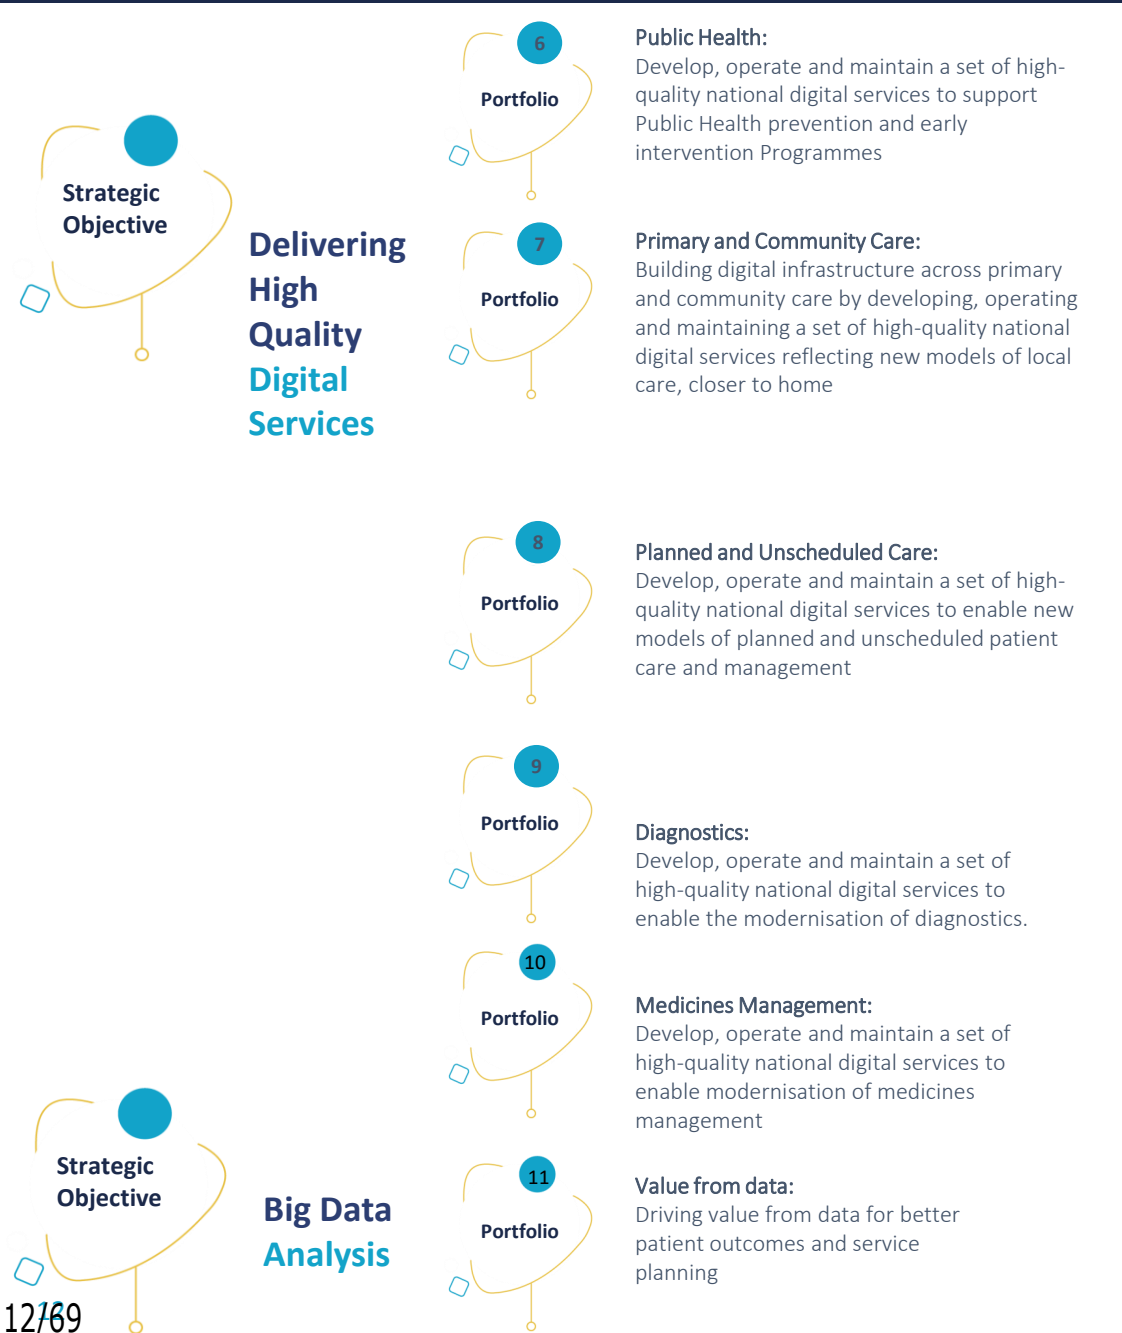 Strategic
Objective
Delivering
High
Quality
Digital
Services
6
Portfolio
Public Health:
Develop, operate and maintain a set of high-
quality national digital services to support
Public Health prevention and early
intervention Programmes
7
Portfolio
Primary and Community Care:
Building digital infrastructure across primary
and community care by developing, operating
and maintaining a set of high-quality national
digital services reflecting new models of local
care, closer to home
8
Portfolio
Planned and Unscheduled Care:
Develop, operate and maintain a set of high-
quality national digital services to enable new
models of planned and unscheduled patient
care and management
9
Portfolio
Diagnostics:
Develop, operate and maintain a set of
high-quality national digital services to
enable the modernisation of diagnostics.
10
Portfolio
Medicines Management:
Develop, operate and maintain a set of
high-quality national digital services to
enable modernisation of medicines
management
Strategic
Objective
Big Data
Analysis
11
Portfolio
Value from data:
Driving value from data for better
patient outcomes and service
planning
12/69